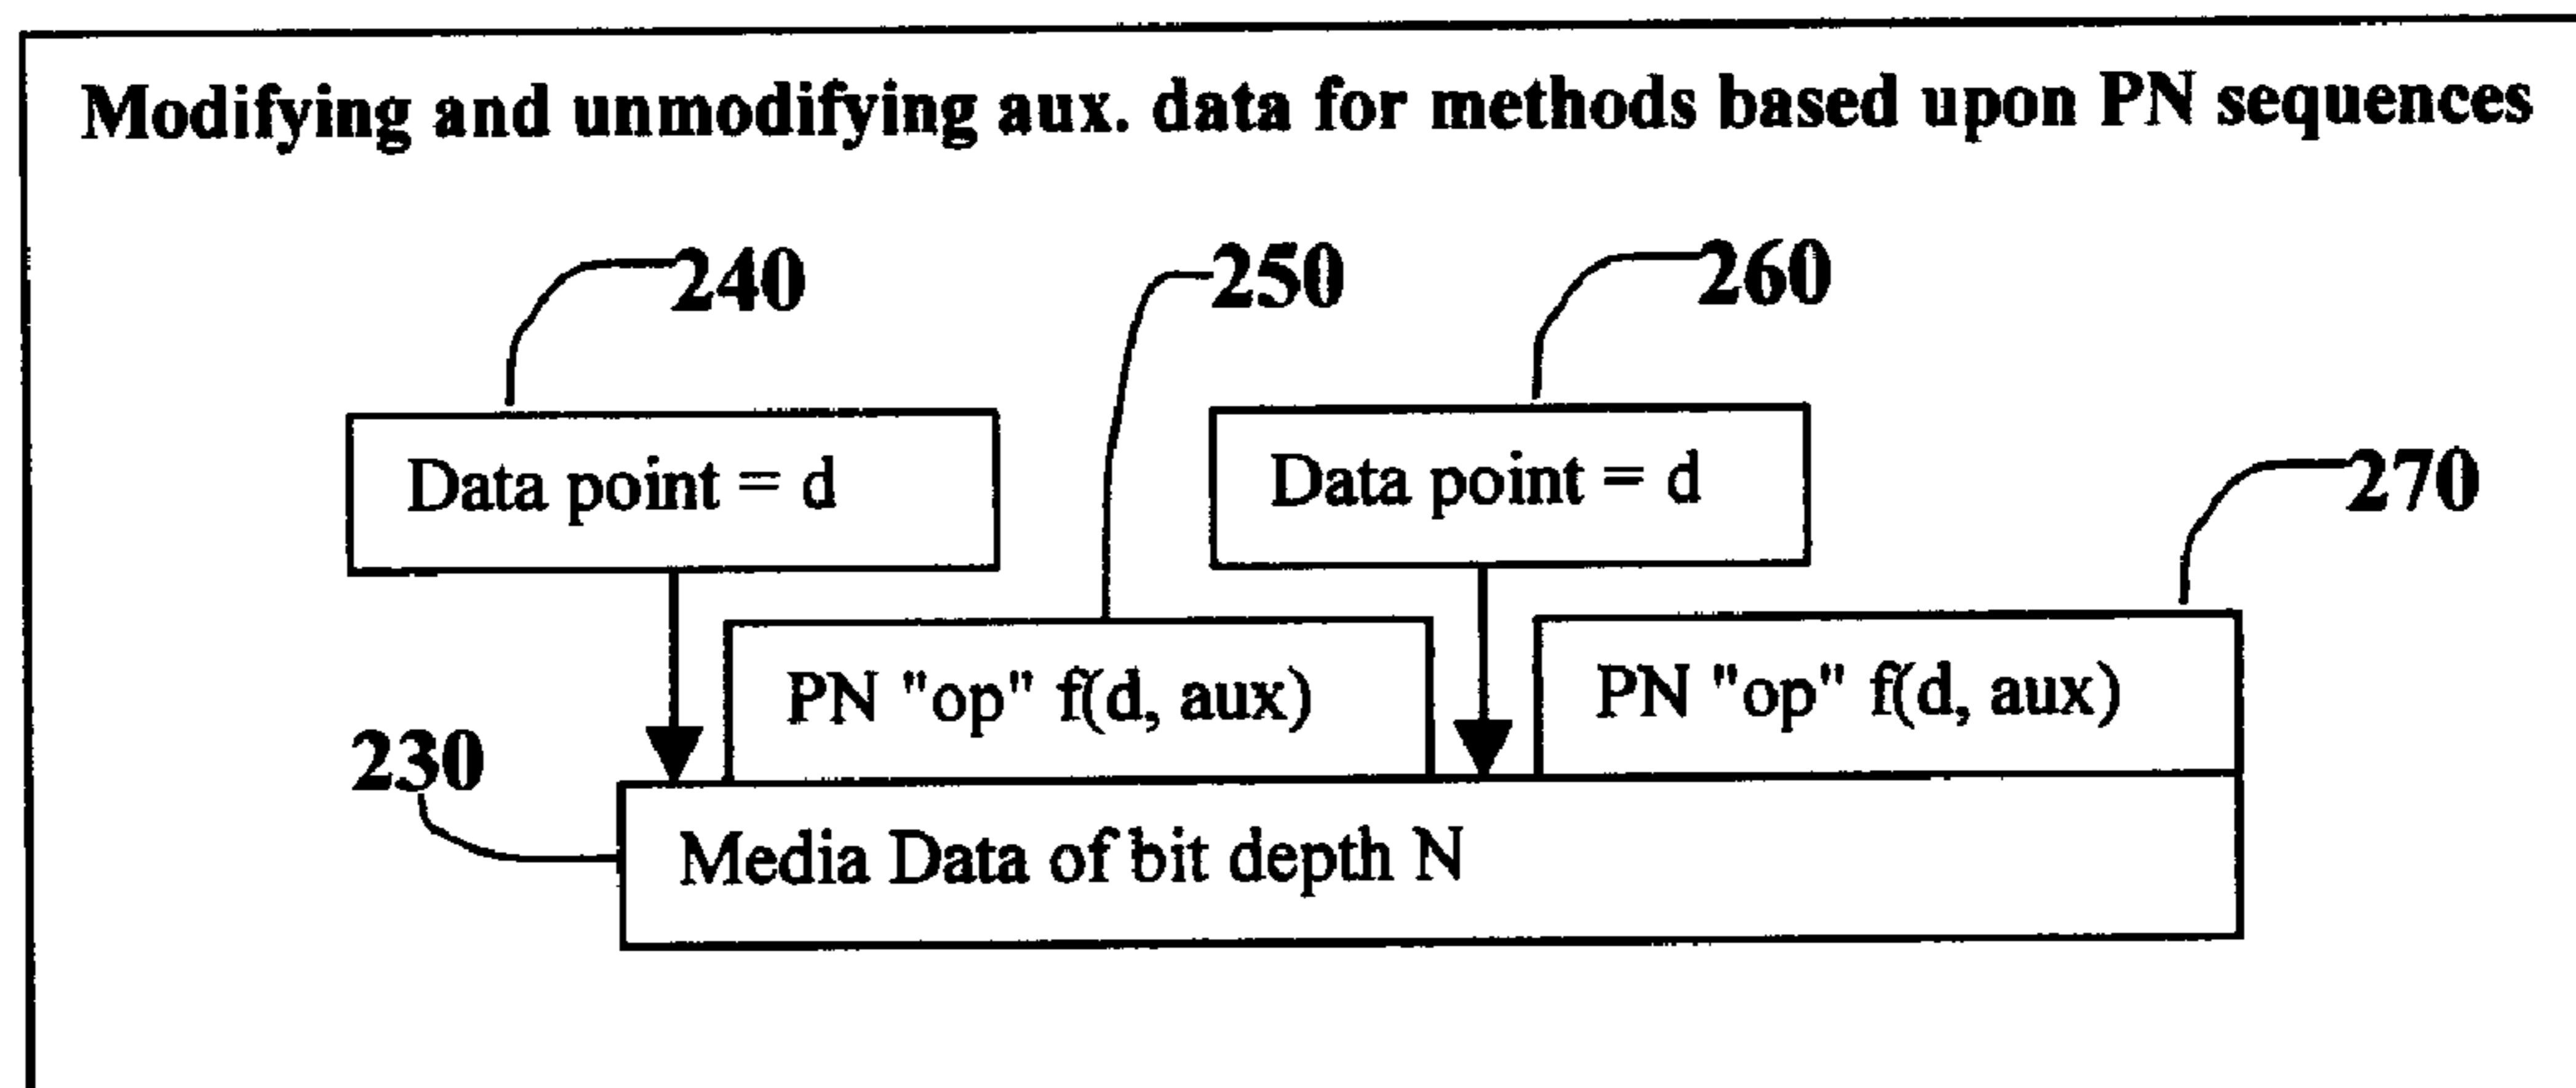 Modifying and unmodifying aux. data for methods based upon PN sequences
240
250
260
270
Data point = d
Data point = d
PN "op" f(d, aux)
PN "op" f(d, aux)
230
Media Data of bit depth N